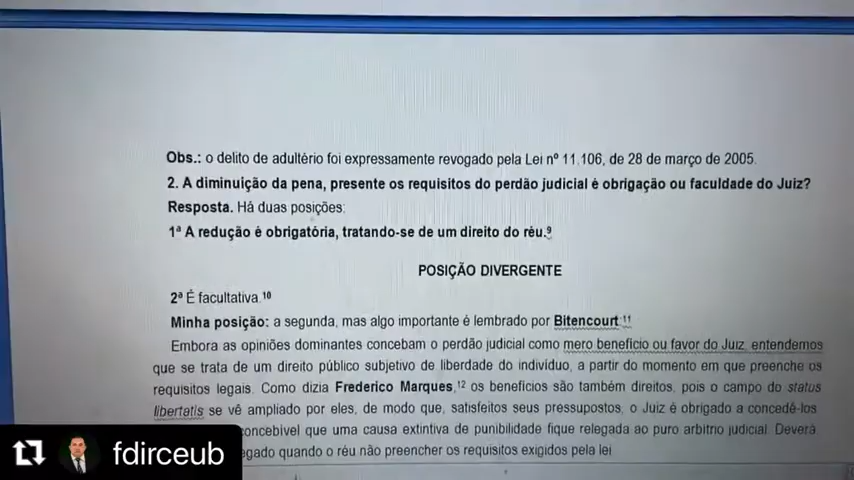 Obs.: o delito de adultério foi expressamente revogado pela Lei nº 11.106, de 28 de março de 2005.
2. A diminuição da pena, presente os requisitos do perdão judicial é obrigação ou faculdade do Juiz?
Resposta. Há duas posições:
1ª A redução é obrigatória, tratando-se de um direito do réu.9
POSIÇÃO DIVERGENTE
2ª É facultativa.10
Minha posição: a segunda, mas algo importante é lembrado por Bitencourt:11
Embora as opiniões dominantes concebam o perdão judicial como mero benefício ou favor do Juiz, entendemos
que se trata de um direito público subjetivo de liberdade do indivíduo, a partir do momento em que preenche os
requisitos legais. Como dizia Frederico Marques,12 os benefícios são também direitos, pois o campo do status
libertatis se vê ampliado por eles, de modo que, satisfeitos seus pressupostos, o Juiz é obrigado a concedê-los.
concebível que uma causa extintiva de punibilidade fique relegada ao puro arbítrio judicial. Deverá
egado quando o réu não preencher os requisitos exigidos pela lei
fdirceub